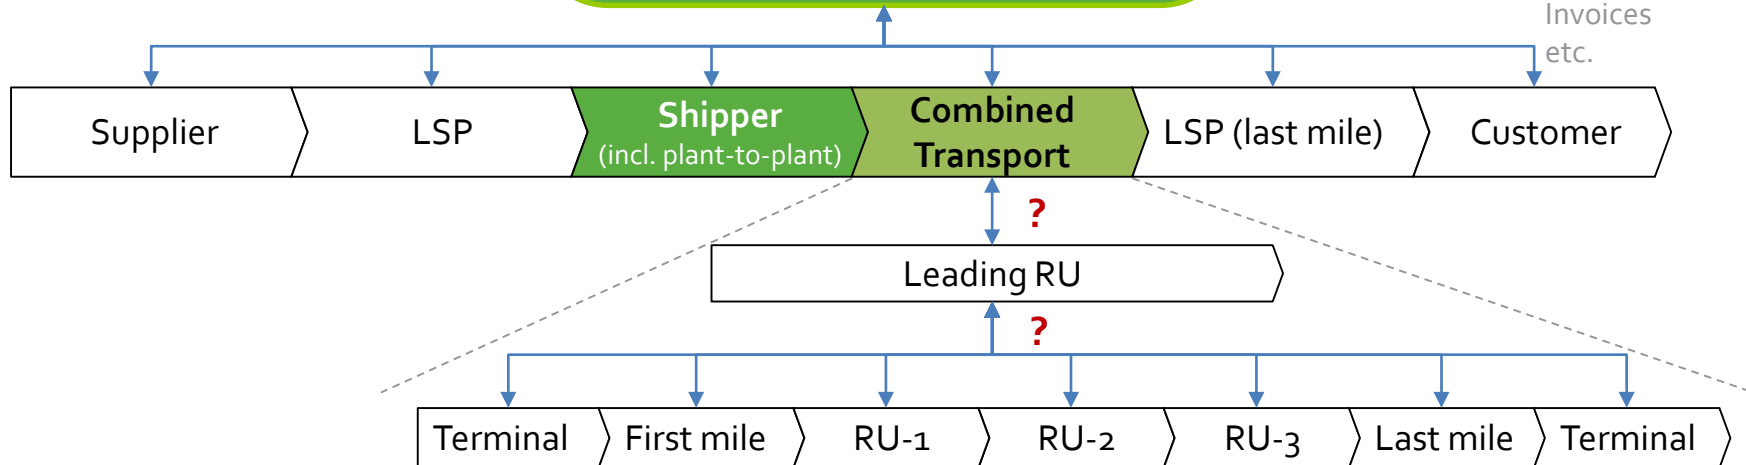 Invoices
etc.
Supplier
LSP
Shipper
(incl. plant-to-plant)
Combined
Transport
LSP (last mile)
Customer
?
Leading RU
?
Terminal
First mile
RU-1
RU-2
RU-3
Last mile
Terminal